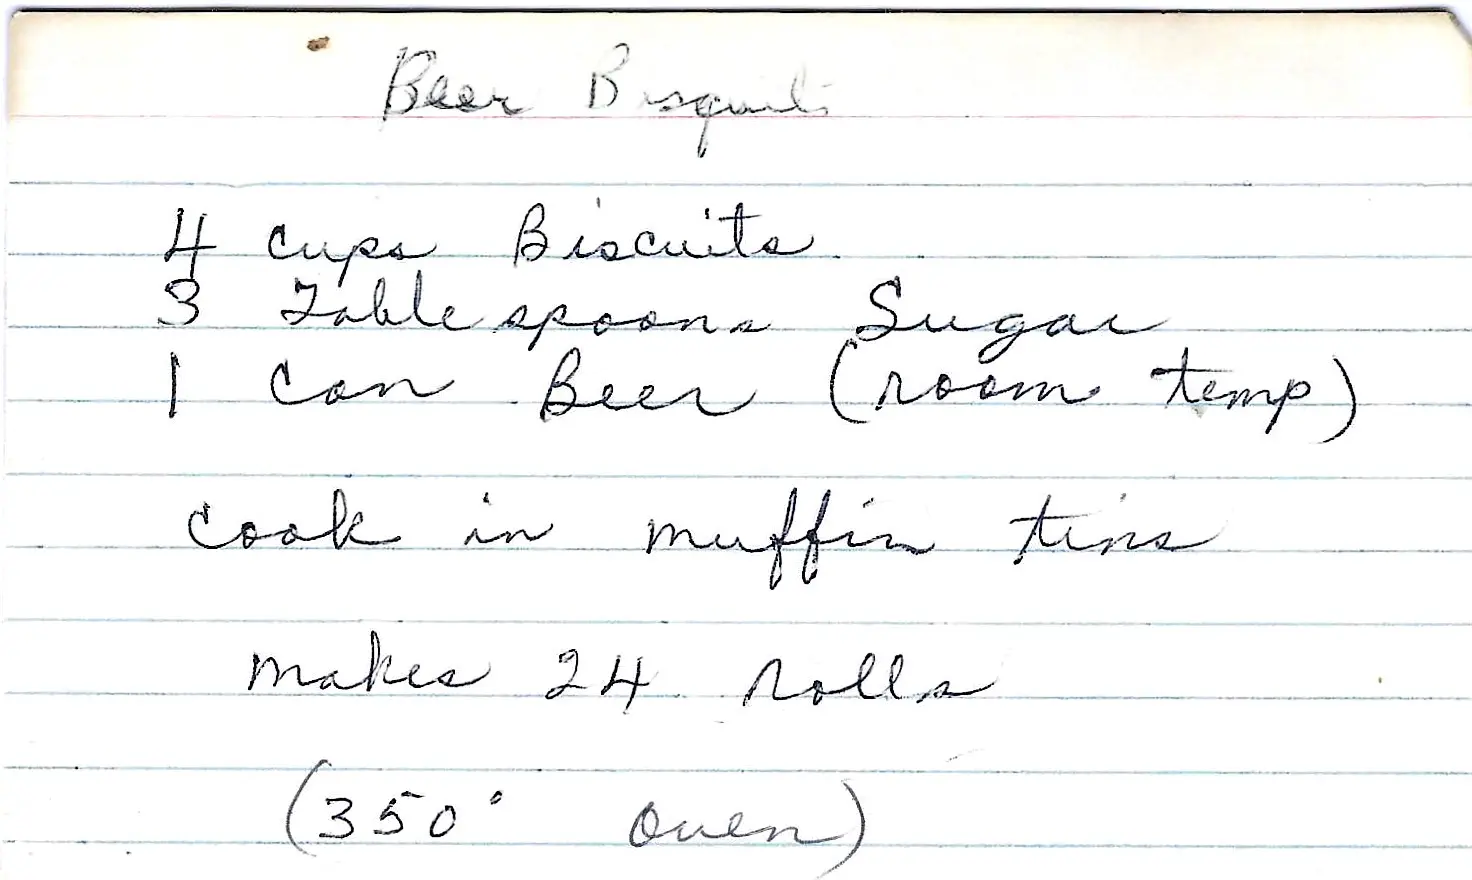 Beer Bisquits
4 cups Biscuits
3 Tablespoons Sugar
1 Can Beer (room temp)
cook in muffin tins
makes 24 rolls
(350° oven)